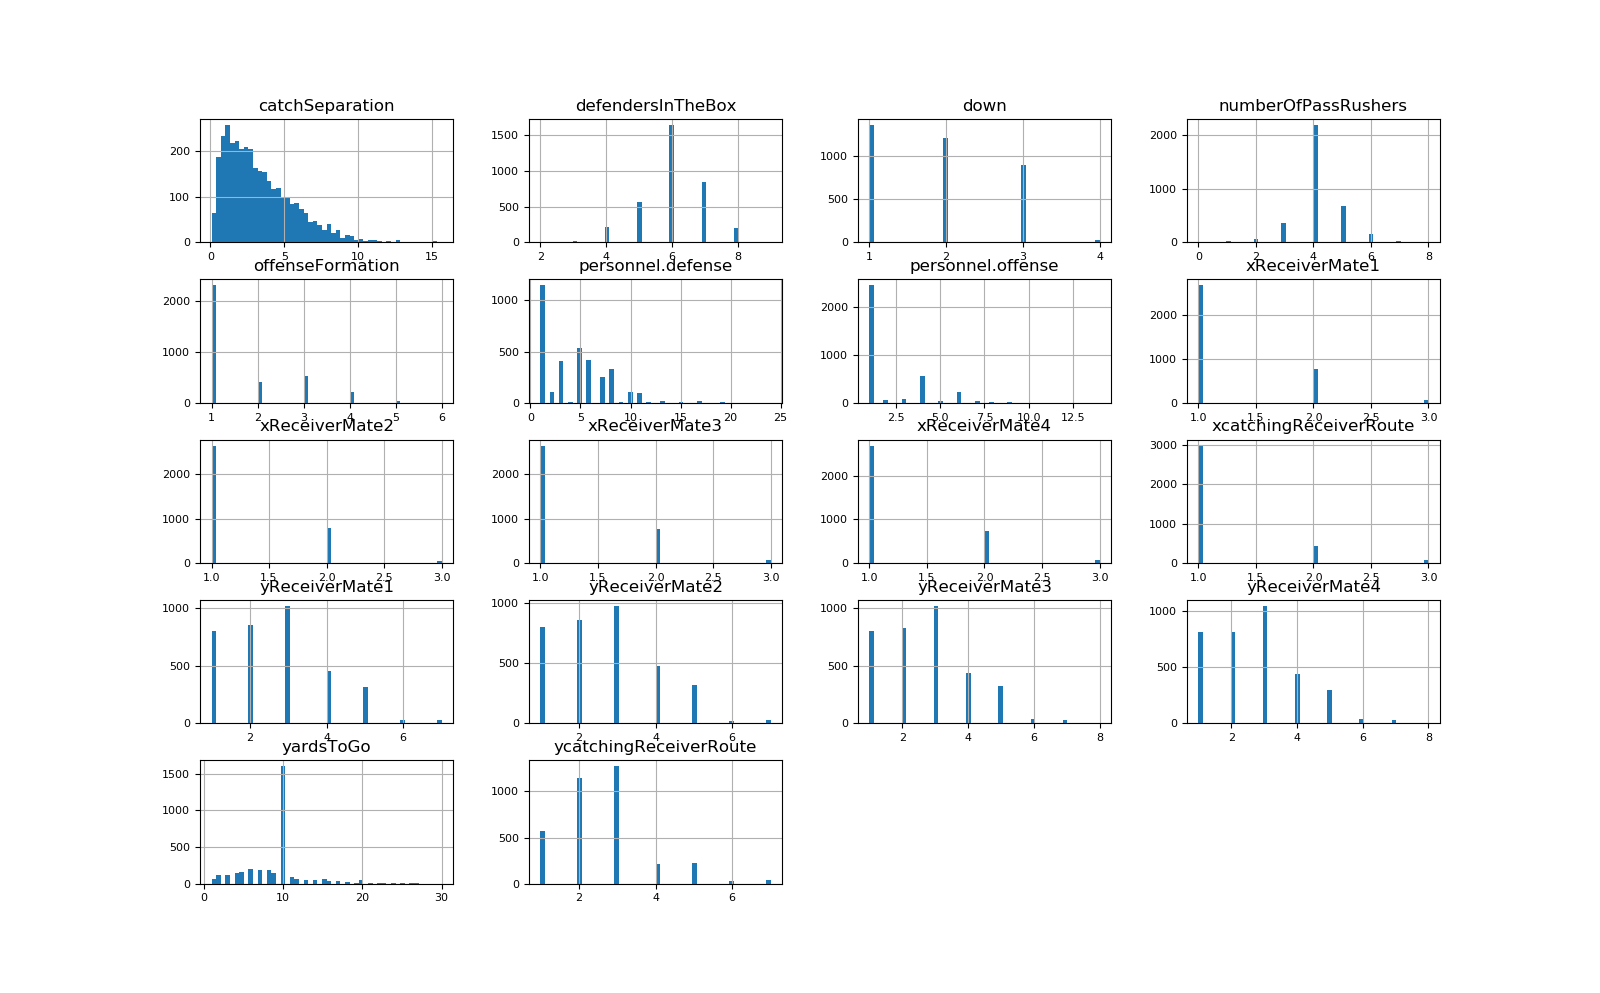 catchSeparation defendersInTheBox down numberOfPassRushers
200 1500 1000 2000
100 1000 500 1000
0 500 0 0
0
0 5 10 15 2 4 6 8 1 2 3 4 0 2 4 6 8
offenseFormation personnel.defense personnel.offense xReceiverMate1
2000 1000 2000 2000
1000 500 1000 1000
0 0 0 0
1 2 3 4 5 6 0 5 10 15 20 25 2.5 5.0 7.5 10.0 12.5 1.0 1.5 2.0 2.5 3.0
xReceiverMate2 xReceiverMate3 xReceiverMate4 xcatchingReceiverRoute
2000 2000 2000 3000
1000 1000 1000 2000
0 0 0 1000
0
1.0 1.5 2.0 2.5 3.0 1.0 1.5 2.0 2.5 3.0 1.0 1.5 2.0 2.5 3.0 1.0 1.5 2.0 2.5 3.0
yReceiverMate1 yReceiverMate2 yReceiverMate3 yReceiverMate4
1000 1000 1000 1000
500 500 500 500
0 0 0 0
2 4 6 2 4 6 2 4 6 8 2 4 6 8
yardsToGo ycatchingReceiverRoute
1500 1000
1000 500
500 0
0
0 10 20 30 2 4 6